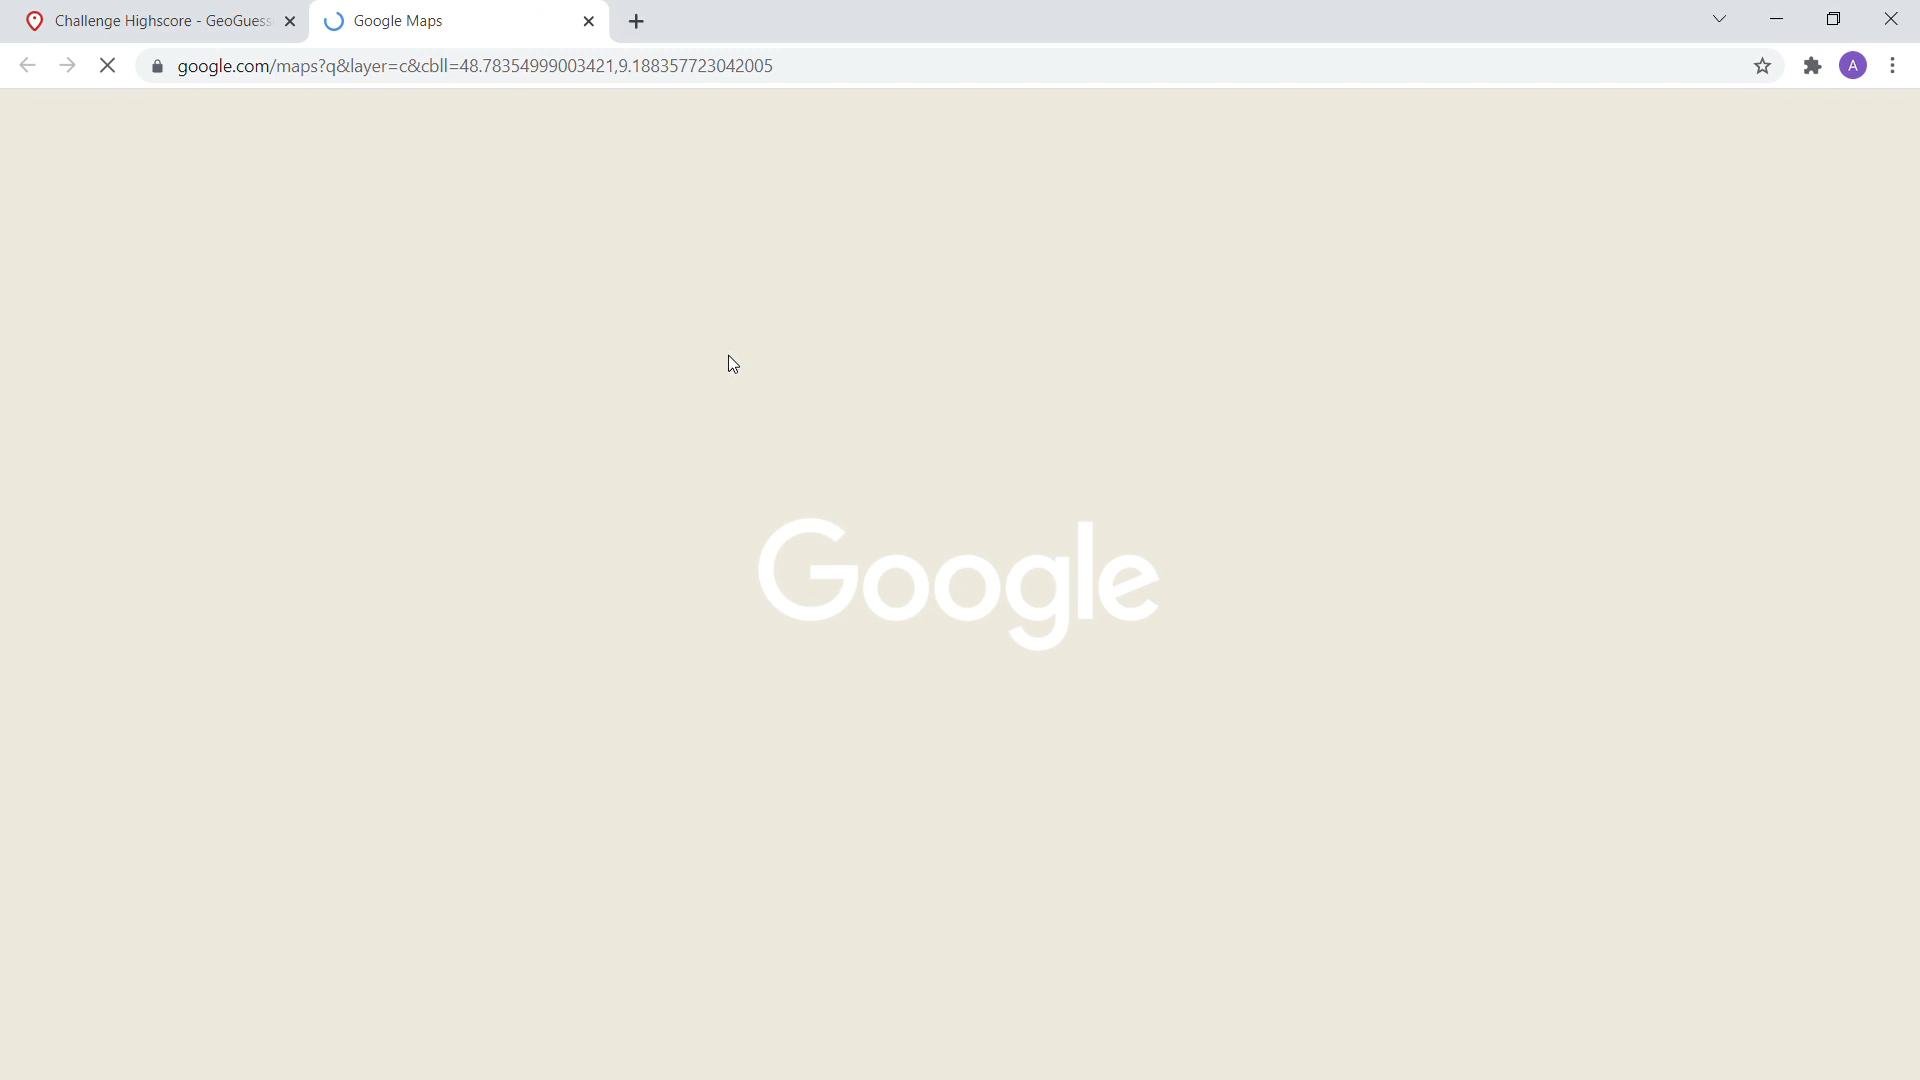 Challenge Highscore - GeoGuess
Google Maps
google.com/maps?q&layer=c&cbll=48.78354999003421,9.188357723042005
A
Google